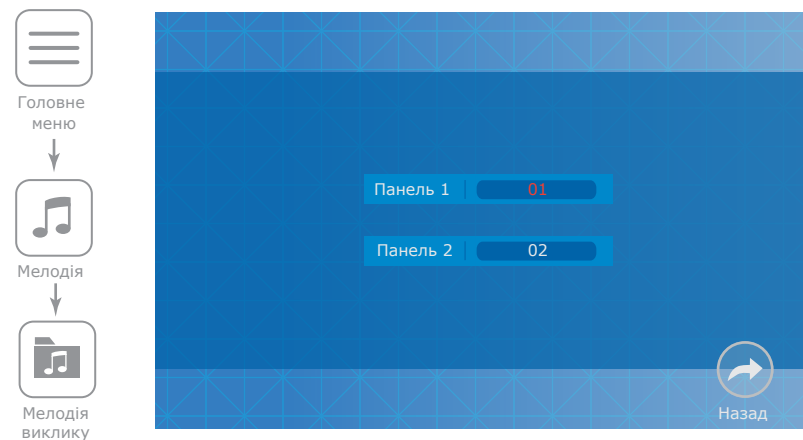 Головне
меню
Мелодія
Мелодія
виклику
Панель 1 01
Панель 2 02
Назад